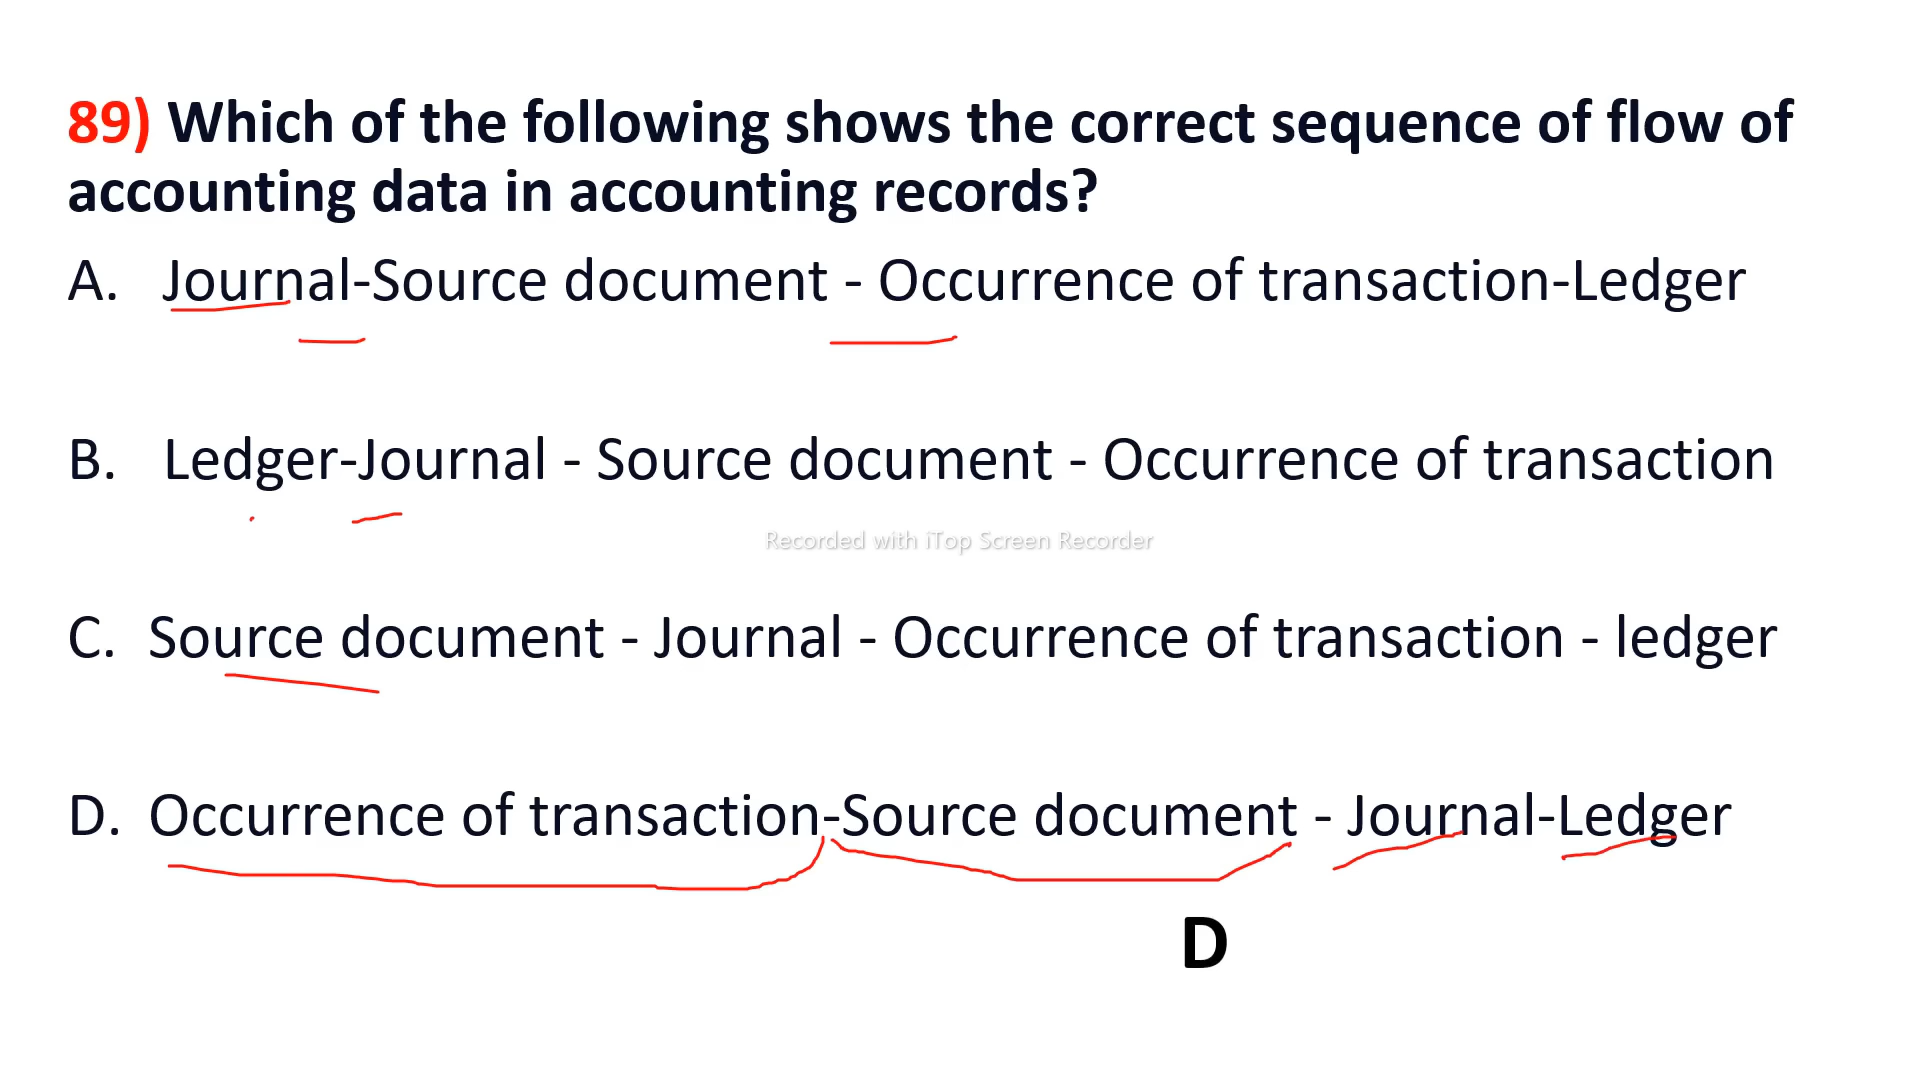 89) Which of the following shows the correct sequence of flow of
accounting data in accounting records?
A. Journal-Source document - Occurrence of transaction-Ledger
B. Ledger-Journal - Source document - Occurrence of transaction
Recorded with iTop Screen Recorder
C. Source document - Journal - Occurrence of transaction - ledger
D. Occurrence of transaction-Source document - Journal-Ledger
D